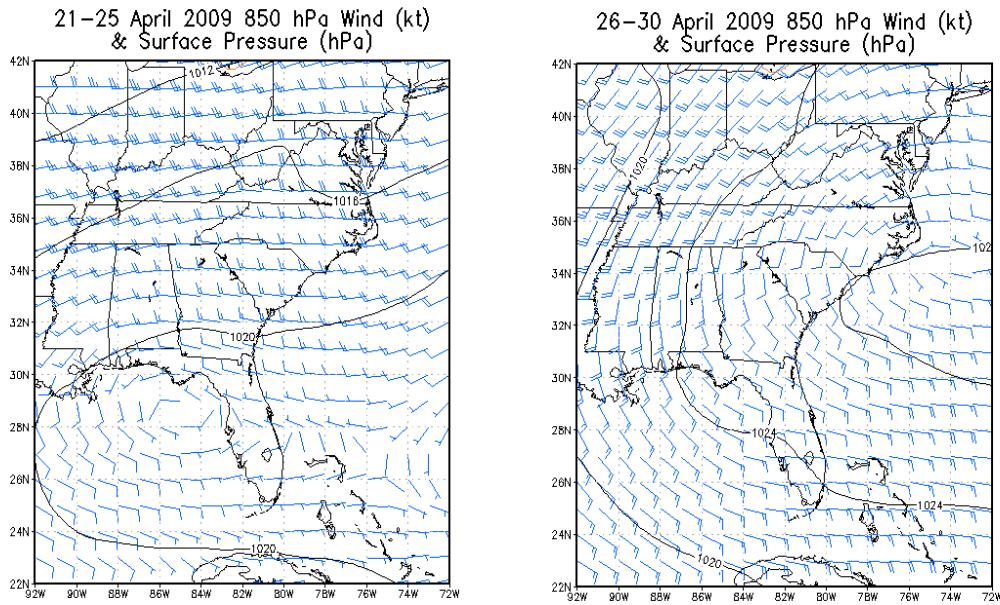 21-25 April 2009 850 hPa Wind (kt)
& Surface Pressure (hPa)
42N
40N
38N
36N
34N
32N
30N
28N
26N
24N
22N
92W 90W 88W 86W 84W 82W 80W 78W 76W 74W 72W
1012
1016
1020
1020
26-30 April 2009 850 hPa Wind (kt)
& Surface Pressure (hPa)
42N
40N
38N
36N
34N
32N
30N
28N
26N
24N
22N
92W 90W 88W 86W 84W 82W 80W 78W 76W 74W 72W
1020
102
1024
1024
1020